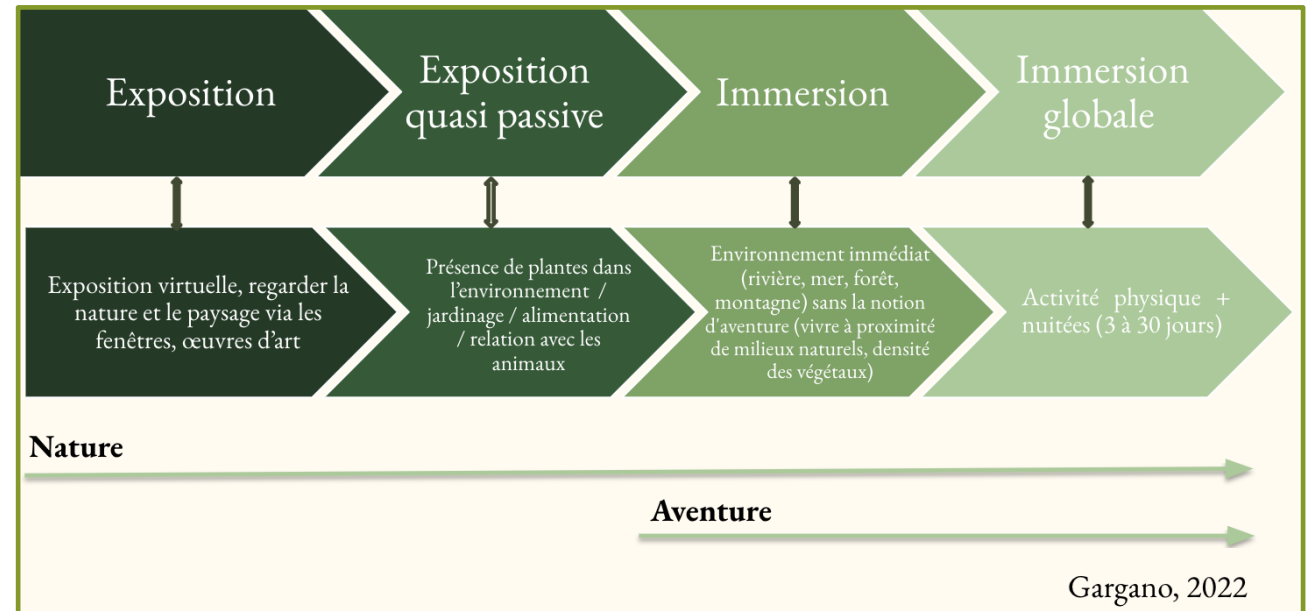 Exposition
Exposition
quasi passive
Immersion
Immersion
globale
Exposition virtuelle, regarder la
nature et le paysage via les
fenêtres, œuvres d’art
Présence de plantes dans
l’environnement /
jardinage / alimentation
/ relation avec les
animaux
Environnement immédiat
(rivière, mer, forêt,
montagne) sans la notion
d'aventure (vivre à proximité
de milieux naturels, densité
des végétaux)
Activité physique +
nuitées (3 à 30 jours)
Nature
Aventure
Gargano, 2022